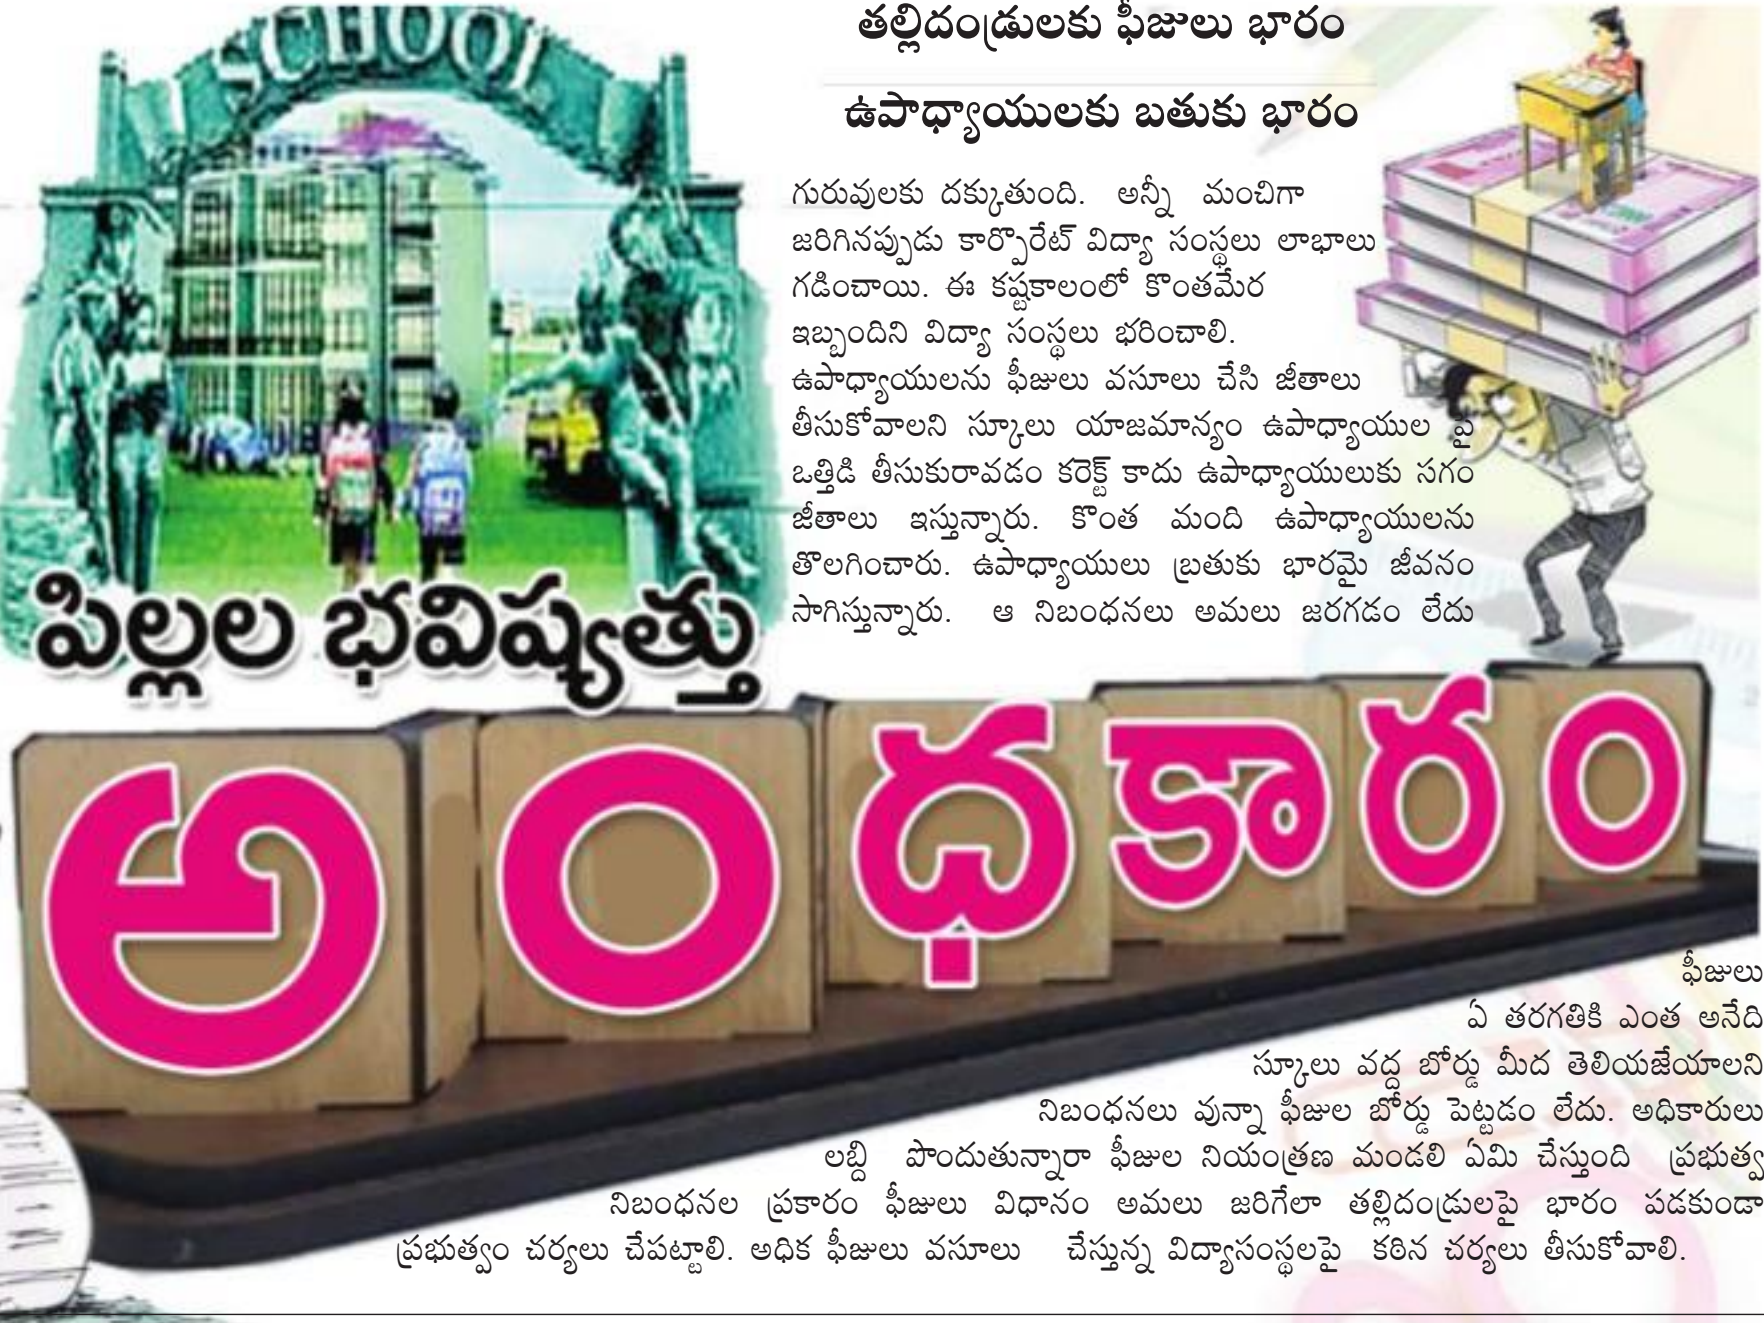 SCHOOL
తల్లిదండ్రులకు ఫీజులు భారం
ఉపాధ్యాయులకు బతుకు భారం
గురువులకు దక్కుతుంది. అన్నీ మంచిగా
జరిగినప్పుడు కార్పొరేట్ విద్యా సంస్థలు లాభాలు
గడించాయి. ఈ కష్టకాలంలో కొంతమేర
ఇబ్బందిని విద్యా సంస్థలు భరించాలి.
ఉపాధ్యాయులను ఫీజులు వసూలు చేసి జీతాలు
తీసుకోవాలని స్కూలు యాజమాన్యం ఉపాధ్యాయుల పై
ఒత్తిడి తీసుకురావడం కరెక్ట్ కాదు ఉపాధ్యాయులుకు సగం
జీతాలు ఇస్తున్నారు. కొంత మంది ఉపాధ్యాయులను
తొలగించారు. ఉపాధ్యాయులు బ్రతుకు భారమై జీవనం
సాగిస్తున్నారు. ఆ నిబంధనలు అమలు జరగడం లేదు
పిల్లల భవిష్యత్తు
అంధకారం
ఫీజులు
ఏ తరగతికి ఎంత అనేది
స్కూలు వద్ద బోర్డు మీద తెలియజేయాలని
నిబంధనలు వున్నా ఫీజుల బోర్డు పెట్టడం లేదు. అధికారులు
లబ్ది పొందుతున్నారా ఫీజుల నియంత్రణ మండలి ఏమి చేస్తుంది ప్రభుత్వ
నిబంధనల ప్రకారం ఫీజులు విధానం అమలు జరిగేలా తల్లిదండ్రులపై భారం పడకుండా
ప్రభుత్వం చర్యలు చేపట్టాలి. అధిక ఫీజులు వసూలు చేస్తున్న విద్యాసంస్థలపై కఠిన చర్యలు తీసుకోవాలి.